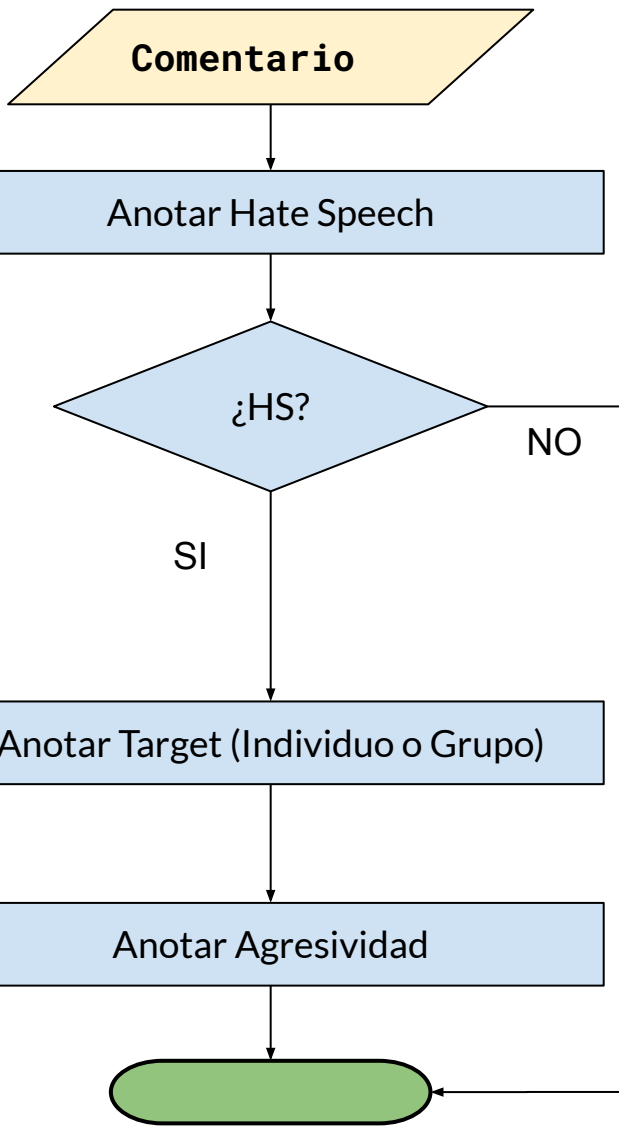 Comentario
Anotar Hate Speech
¿HS?
NO
SI
Anotar Target (Individuo o Grupo)
Anotar Agresividad